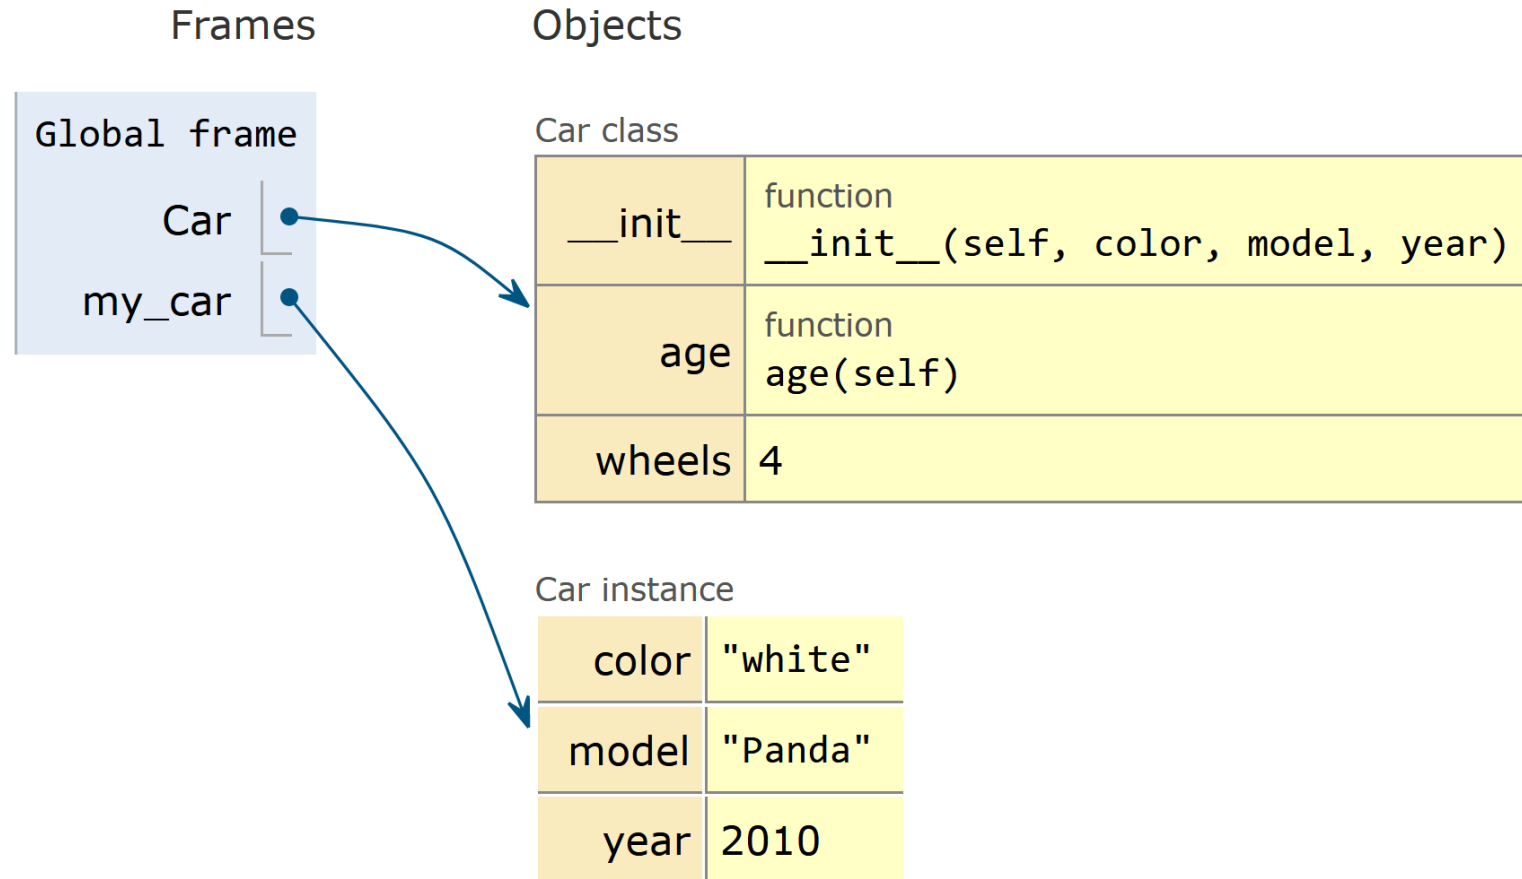 Frames
Objects
Global frame
Car
my_car
Car class
__init__
function
__init__(self, color, model, year)
age
function
age(self)
wheels
4
Car instance
color
"white"
model
"Panda"
year
2010